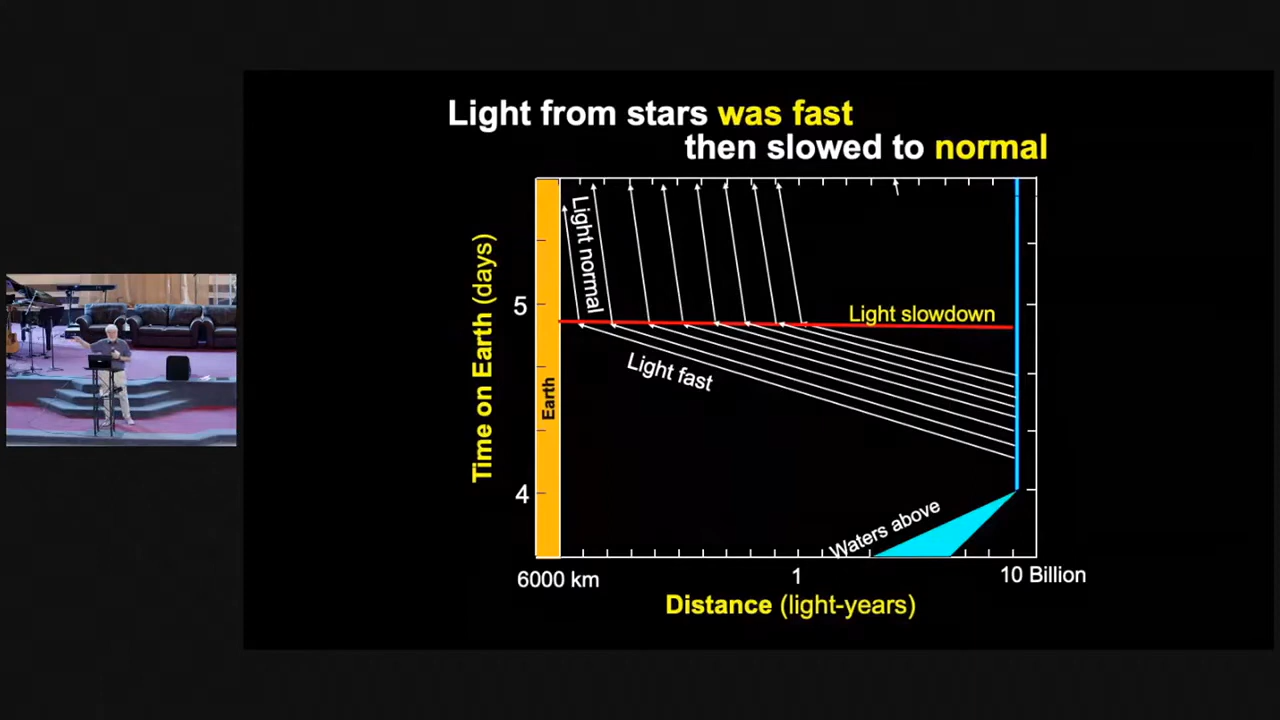 Light from stars was fast
then slowed to normal
Time on Earth (days)
5
4
Earth
Light normal
Light slowdown
Light fast
Waters above
6000 km
1
10 Billion
Distance (light-years)